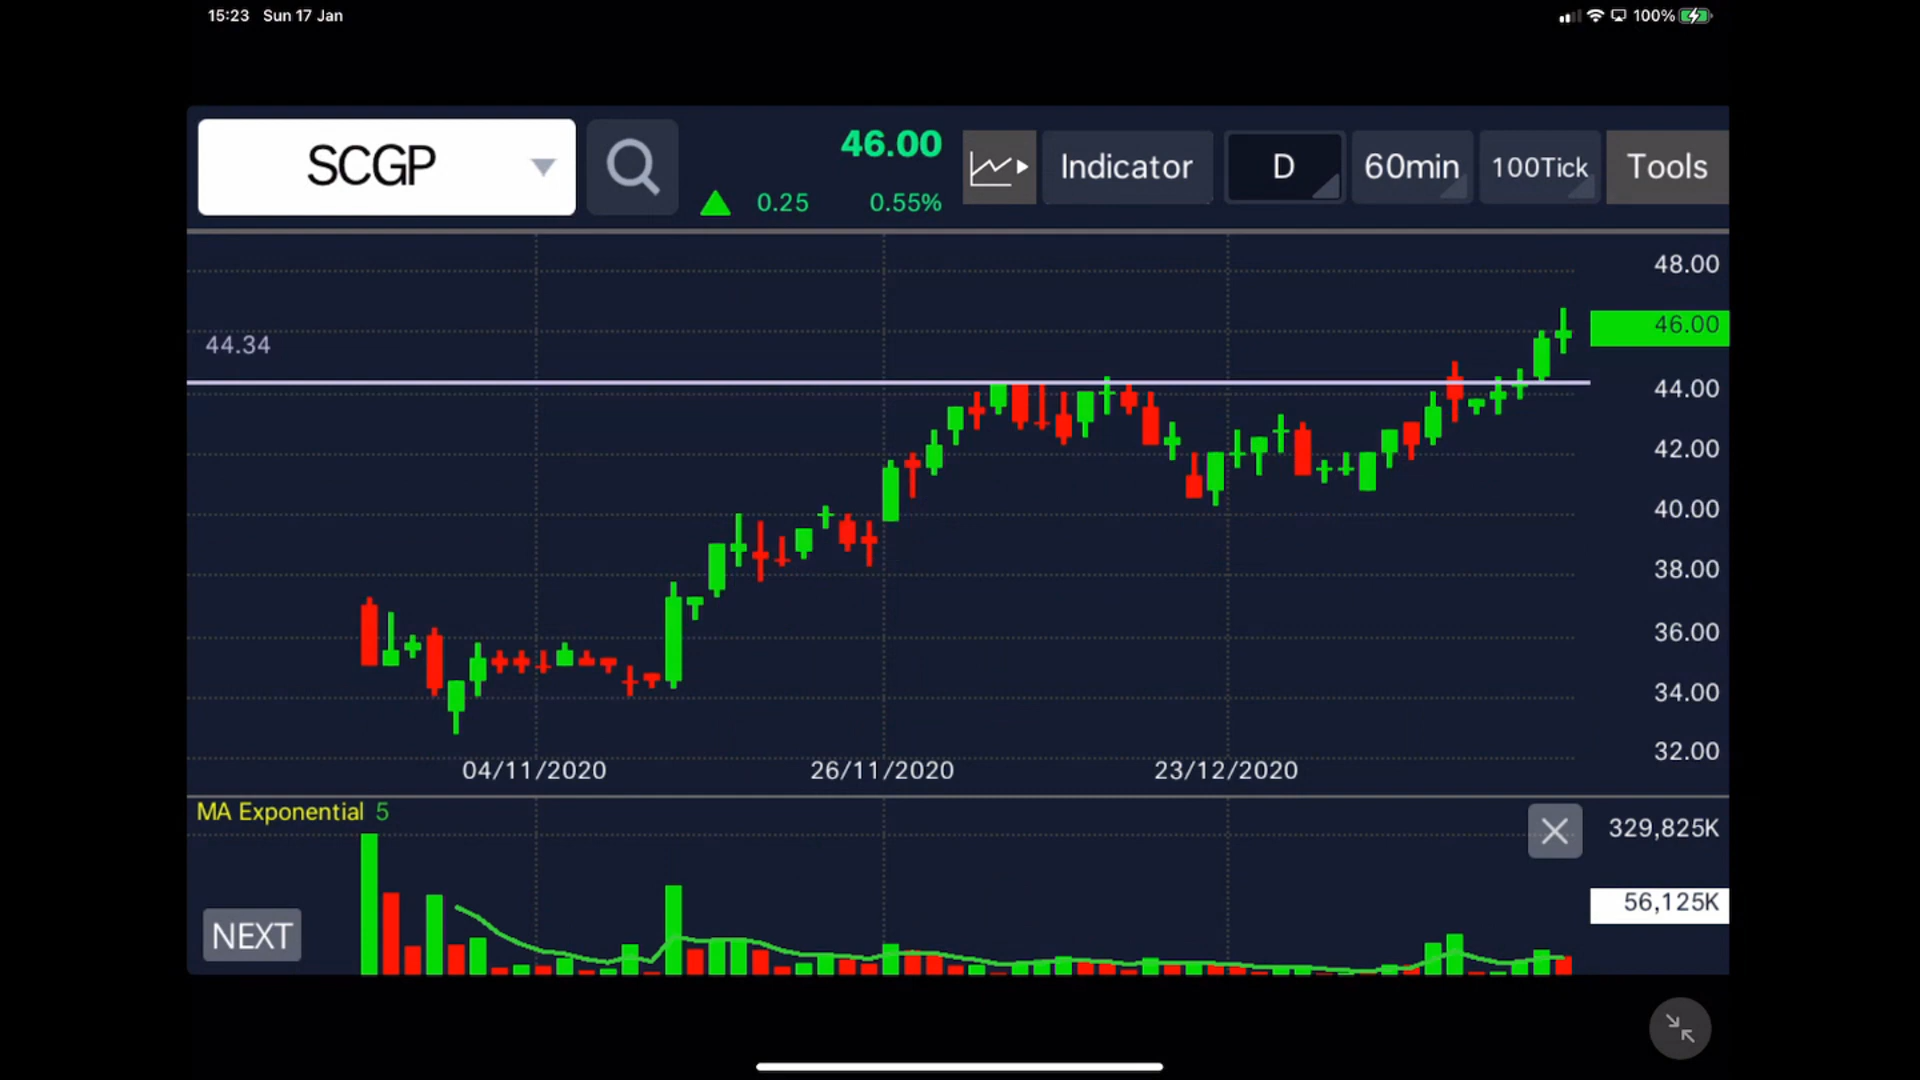 15:23 Sun 17 Jan
100%
SCGP
46.00
0.25 0.55%
Indicator
D
60min
100Tick
Tools
48.00
46.00
44.34
44.00
42.00
40.00
38.00
36.00
34.00
32.00
04/11/2020 26/11/2020 23/12/2020
MA Exponential 5
329,825K
56,125K
NEXT